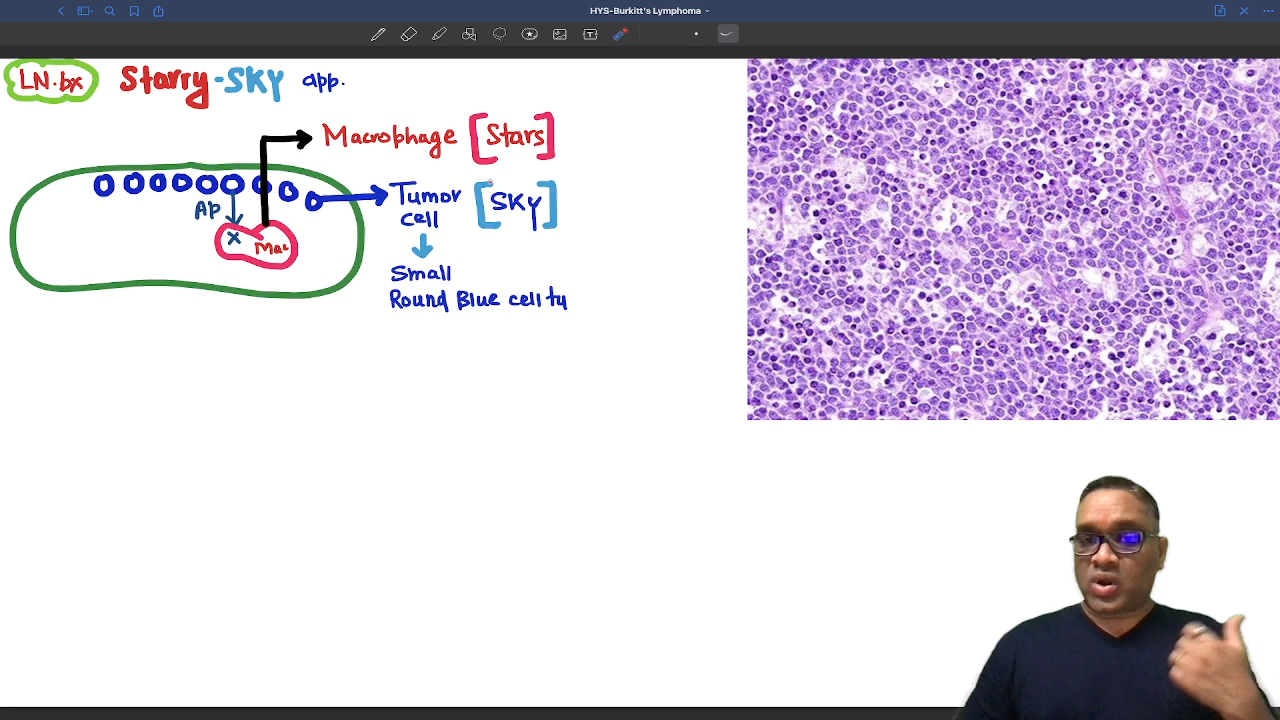 HYS-Burkitt's Lymphoma
LN.bx Starry-SKY app.
Macrophage [Stars]
Tumor cell [SKY]
AP
x Mac
Small
Round Blue cell tu